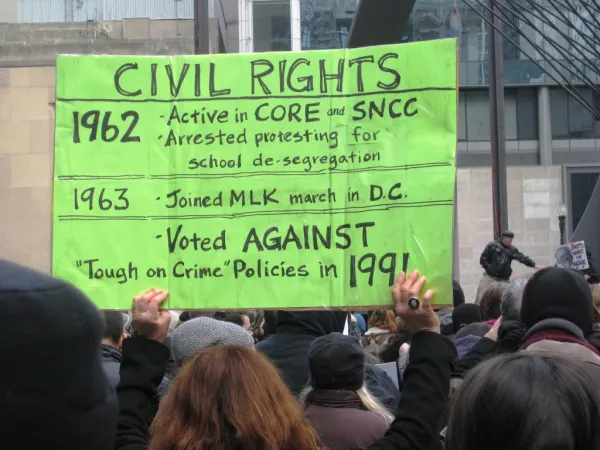 CIVIL RIGHTS
1962 · Active in CORE and SNCC
· Arrested protesting for
school de-segregation
1963 · Joined MLK march in D.C.
· Voted AGAINST
"Tough on Crime" Policies in 1991